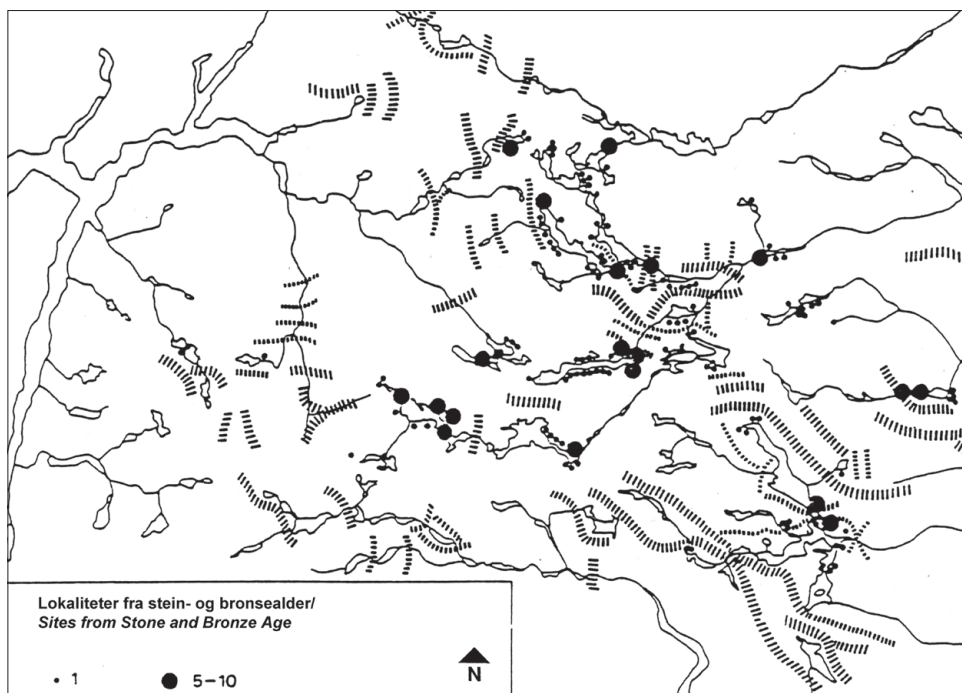 Lokaliteter fra stein- og bronsealder/
Sites from Stone and Bronze Age
1
5-10
N